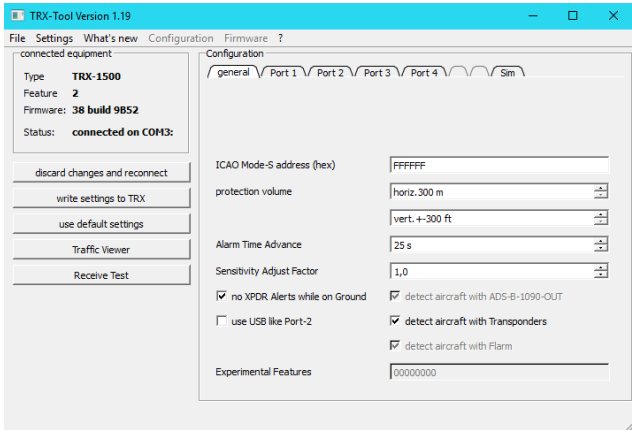 TRX-Tool Version 1.19
File Settings What's new Configuration Firmware ?
connected equipment
Type TRX-1500
Feature 2
Firmware: 38 build 9B52
Status: connected on COM3:
discard changes and reconnect
write settings to TRX
use default settings
Traffic Viewer
Receive Test
Configuration
general Port 1 Port 2 Port 3 Port 4 Sim
ICAO Mode-S address (hex) FFFFFF
protection volume horiz.300 m
vert.+-300 ft
Alarm Time Advance 25 s
Sensitivity Adjust Factor 1,0
no XPDR Alerts while on Ground detect aircraft with ADS-B-1090-OUT
use USB like Port-2 detect aircraft with Transponders
detect aircraft with Flarm
Experimental Features 00000000